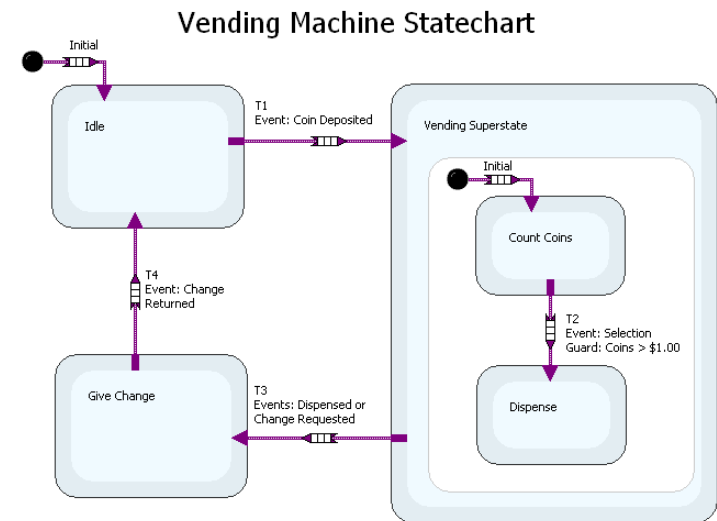 Vending Machine Statechart
Initial
Idle
T1
Event: Coin Deposited
Vending Superstate
Initial
Count Coins
T2
Event: Selection
Guard: Coins > $1.00
Dispense
T3
Events: Dispensed or
Change Requested
Give Change
T4
Event: Change
Returned